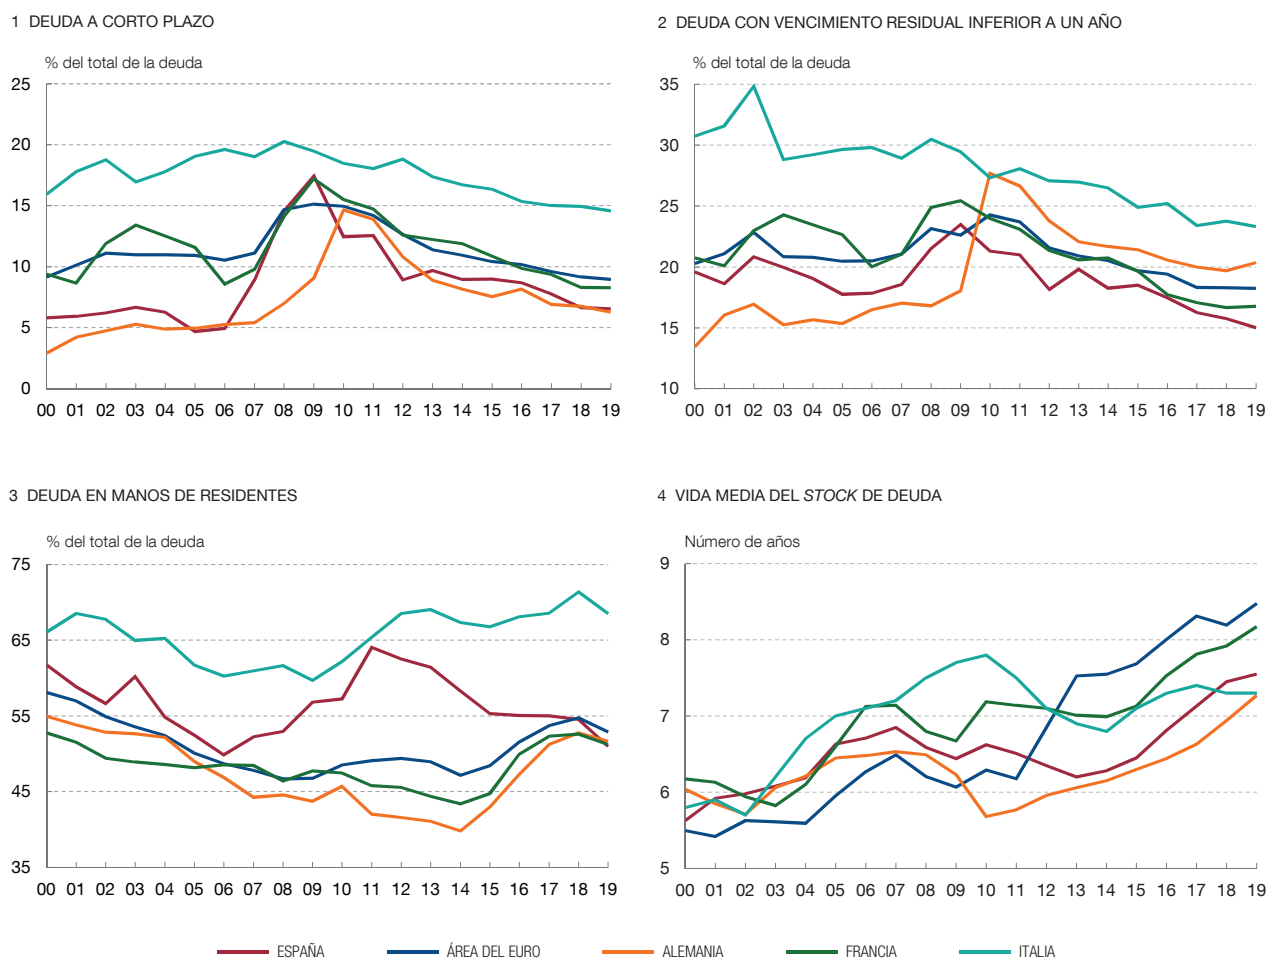 1 DEUDA A CORTO PLAZO
% del total de la deuda
25
20
15
10
5
0
00 01 02 03 04 05 06 07 08 09 10 11 12 13 14 15 16 17 18 19
2 DEUDA CON VENCIMIENTO RESIDUAL INFERIOR A UN AÑO
% del total de la deuda
35
30
25
20
15
10
00 01 02 03 04 05 06 07 08 09 10 11 12 13 14 15 16 17 18 19
3 DEUDA EN MANOS DE RESIDENTES
% del total de la deuda
75
65
55
45
35
00 01 02 03 04 05 06 07 08 09 10 11 12 13 14 15 16 17 18 19
4 VIDA MEDIA DEL STOCK DE DEUDA
Número de años
9
8
7
6
5
00 01 02 03 04 05 06 07 08 09 10 11 12 13 14 15 16 17 18 19
ESPAÑA ÁREA DEL EURO ALEMANIA FRANCIA ITALIA